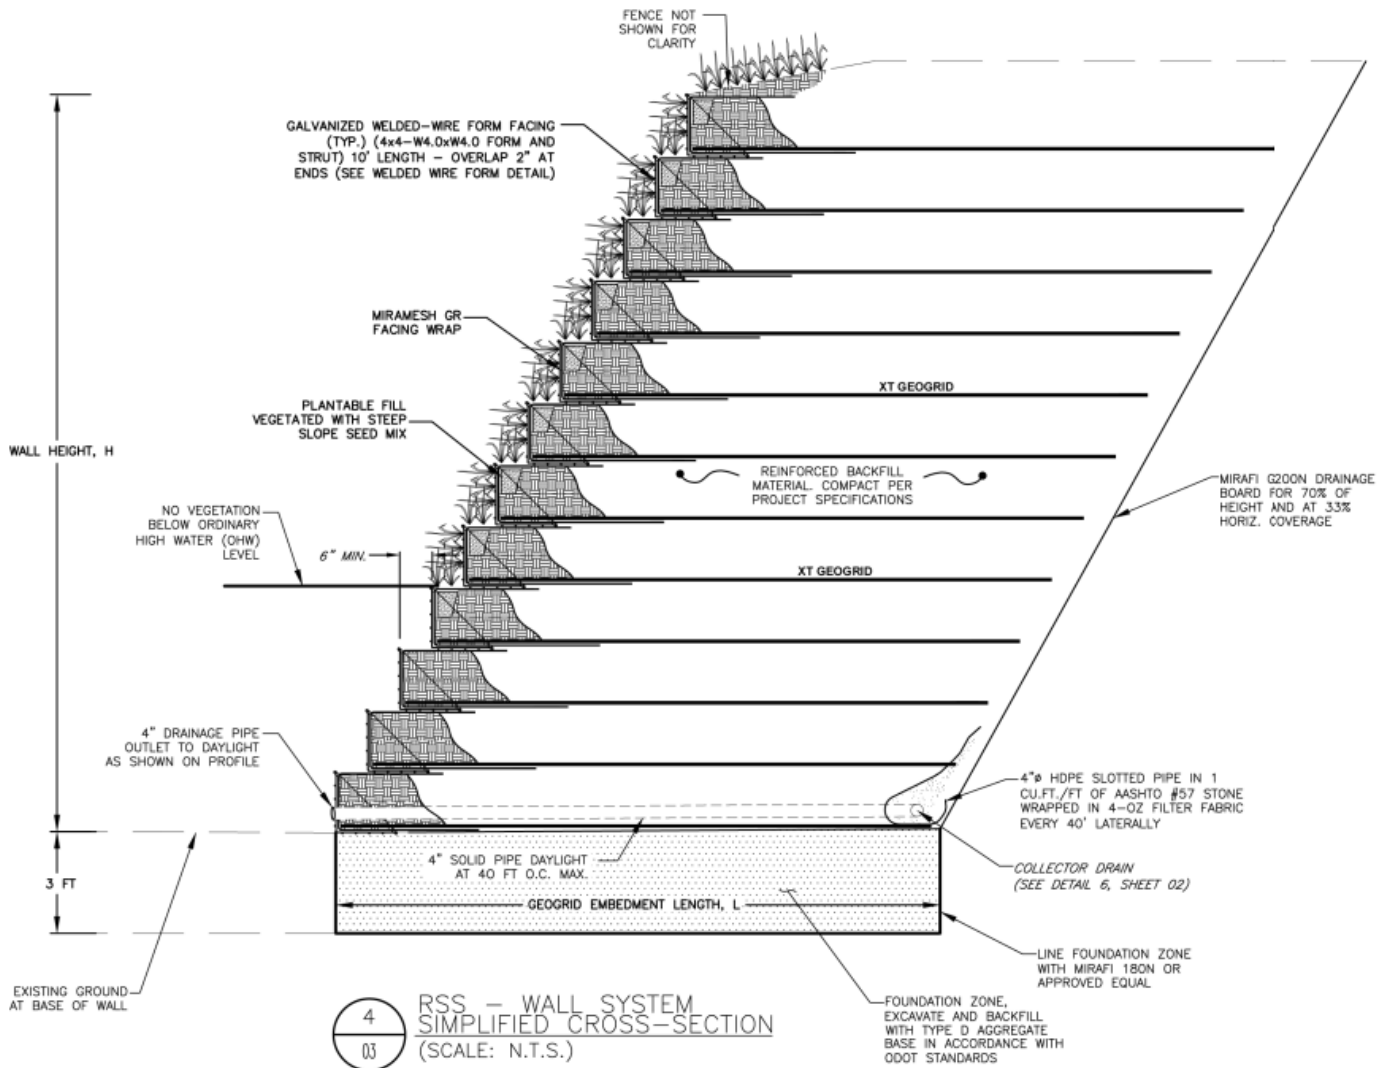 FENCE NOT
SHOWN FOR
CLARITY
GALVANIZED WELDED-WIRE FORM FACING
(TYP.) (4x4-W4.0xW4.0 FORM AND
STRUT) 10' LENGTH - OVERLAP 2" AT
ENDS (SEE WELDED WIRE FORM DETAIL)
MIRAMESH GR
FACING WRAP
XT GEOGRID
PLANTABLE FILL
VEGETATED WITH STEEP
SLOPE SEED MIX
WALL HEIGHT, H
REINFORCED BACKFILL
MATERIAL. COMPACT PER
PROJECT SPECIFICATIONS
MIRAFI G200N DRAINAGE
BOARD FOR 70% OF
HEIGHT AND AT 33%
HORIZ. COVERAGE
NO VEGETATION
BELOW ORDINARY
HIGH WATER (OHW)
LEVEL
6" MIN.
XT GEOGRID
4" DRAINAGE PIPE
OUTLET TO DAYLIGHT
AS SHOWN ON PROFILE
4"ø HDPE SLOTTED PIPE IN 1
CU.FT./FT OF AASHTO #57 STONE
WRAPPED IN 4-OZ FILTER FABRIC
EVERY 40' LATERALLY
4" SOLID PIPE DAYLIGHT
AT 40 FT O.C. MAX.
COLLECTOR DRAIN
(SEE DETAIL 6, SHEET 02)
3 FT
GEOGRID EMBEDMENT LENGTH, L
LINE FOUNDATION ZONE
WITH MIRAFI 180N OR
APPROVED EQUAL
EXISTING GROUND
AT BASE OF WALL
FOUNDATION ZONE,
EXCAVATE AND BACKFILL
WITH TYPE D AGGREGATE
BASE IN ACCORDANCE WITH
ODOT STANDARDS
4
03
RSS - WALL SYSTEM
SIMPLIFIED CROSS-SECTION
(SCALE: N.T.S.)